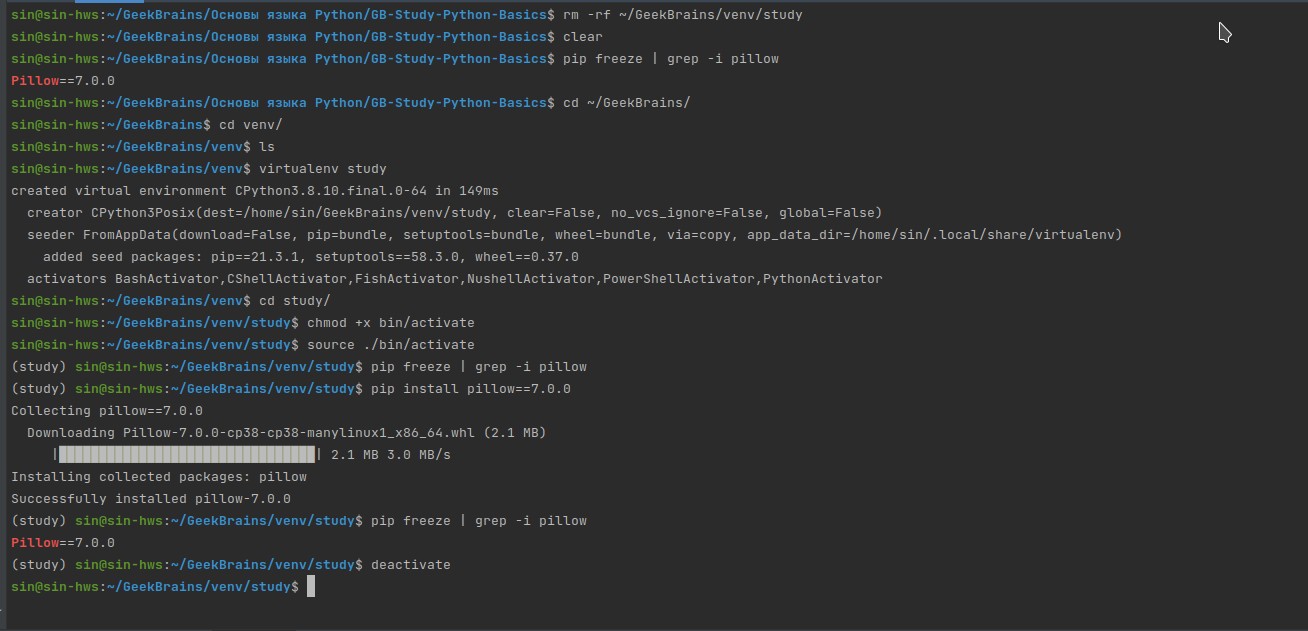 sin@sin-hws:~/GeekBrains/Основы языка Python/GB-Study-Python-Basics$ rm -rf ~/GeekBrains/venv/study
sin@sin-hws:~/GeekBrains/Основы языка Python/GB-Study-Python-Basics$ clear
sin@sin-hws:~/GeekBrains/Основы языка Python/GB-Study-Python-Basics$ pip freeze | grep -i pillow
Pillow==7.0.0
sin@sin-hws:~/GeekBrains/Основы языка Python/GB-Study-Python-Basics$ cd ~/GeekBrains/
sin@sin-hws:~/GeekBrains$ cd venv/
sin@sin-hws:~/GeekBrains/venv$ ls
sin@sin-hws:~/GeekBrains/venv$ virtualenv study
created virtual environment CPython3.8.10.final.0-64 in 149ms
  creator CPython3Posix(dest=/home/sin/GeekBrains/venv/study, clear=False, no_vcs_ignore=False, global=False)
  seeder FromAppData(download=False, pip=bundle, setuptools=bundle, wheel=bundle, via=copy, app_data_dir=/home/sin/.local/share/virtualenv)
    added seed packages: pip==21.3.1, setuptools==58.3.0, wheel==0.37.0
  activators BashActivator,CShellActivator,FishActivator,NushellActivator,PowerShellActivator,PythonActivator
sin@sin-hws:~/GeekBrains/venv$ cd study/
sin@sin-hws:~/GeekBrains/venv/study$ chmod +x bin/activate
sin@sin-hws:~/GeekBrains/venv/study$ source ./bin/activate
(study) sin@sin-hws:~/GeekBrains/venv/study$ pip freeze | grep -i pillow
(study) sin@sin-hws:~/GeekBrains/venv/study$ pip install pillow==7.0.0
Collecting pillow==7.0.0
  Downloading Pillow-7.0.0-cp38-cp38-manylinux1_x86_64.whl (2.1 MB)
     |████████████████████████████████| 2.1 MB 3.0 MB/s
Installing collected packages: pillow
Successfully installed pillow-7.0.0
(study) sin@sin-hws:~/GeekBrains/venv/study$ pip freeze | grep -i pillow
Pillow==7.0.0
(study) sin@sin-hws:~/GeekBrains/venv/study$ deactivate
sin@sin-hws:~/GeekBrains/venv/study$